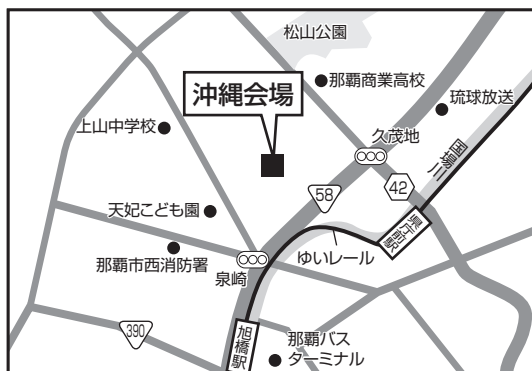 松山公園
那覇商業高校
沖縄会場
琉球放送
上山中学校
久茂地
国場川
42
58
天妃こども園
県庁前駅
ゆいレール
那覇市西消防署
泉崎
390
旭橋駅
那覇バス
ターミナル